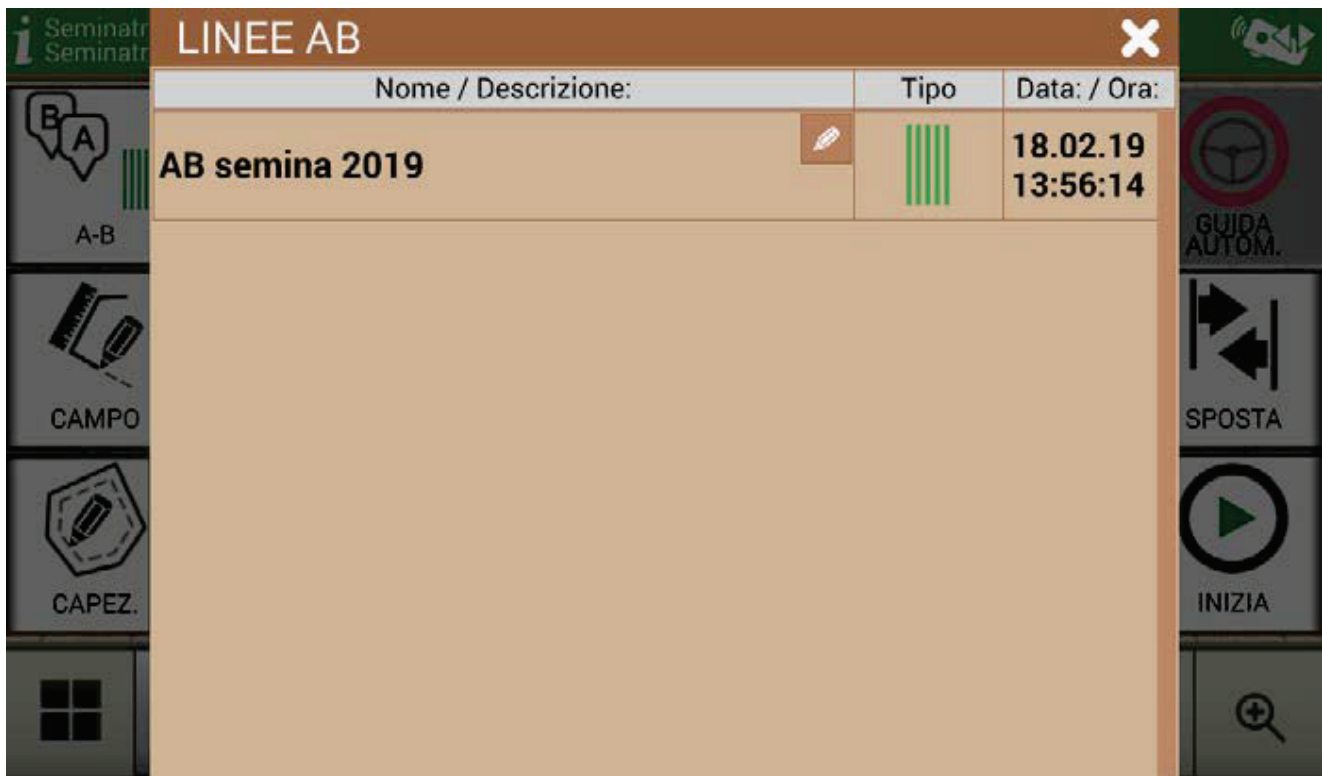 Seminatr
Seminatr
LINEE AB
Nome / Descrizione:
Tipo
Data: / Ora:
AB semina 2019
18.02.19
13:56:14
B
A
A-B
CAMPO
CAPEZ.
GUIDA
AUTOM.
SPOSTA
INIZIA